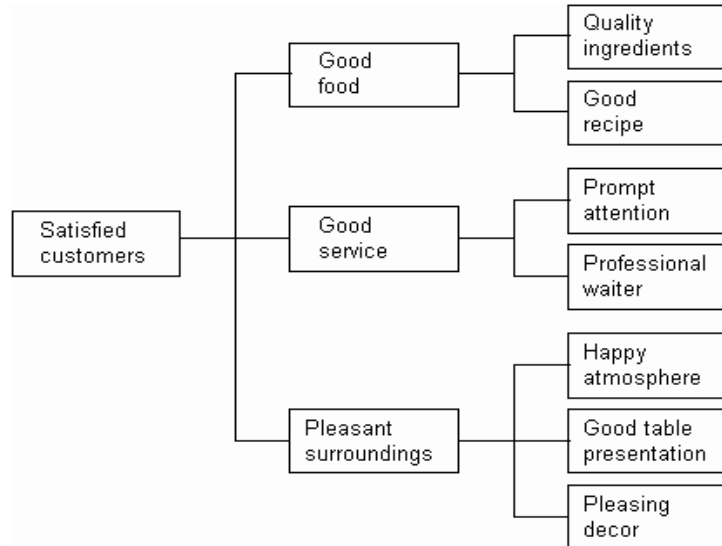 Quality
ingredients
Good
food
Good
recipe
Prompt
attention
Satisfied
customers
Good
service
Professional
waiter
Happy
atmosphere
Pleasant
surroundings
Good table
presentation
Pleasing
decor